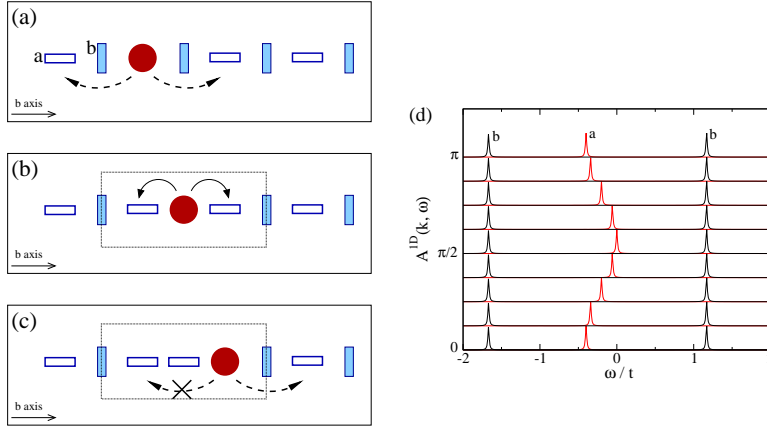 (a)
a
b
b axis
(b)
b axis
(c)
b axis
(d)
b
a
b
π
π/2
0
A^1D (k, ω)
-2
-1
0
1
ω / t